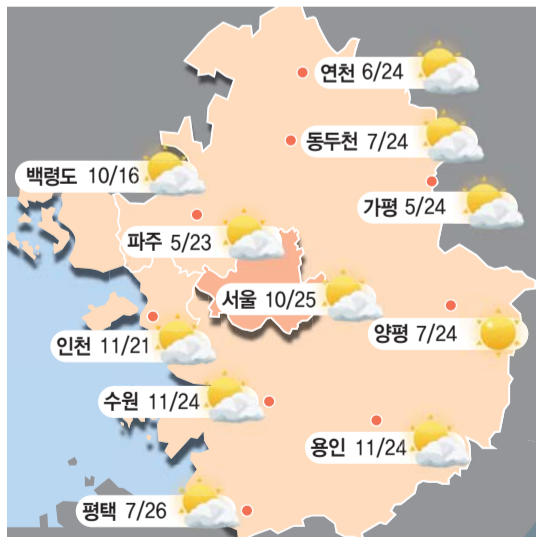 연천 6/24
동두천 7/24
백령도 10/16
가평 5/24
파주 5/23
서울 10/25
양평 7/24
인천 11/21
수원 11/24
용인 11/24
평택 7/26